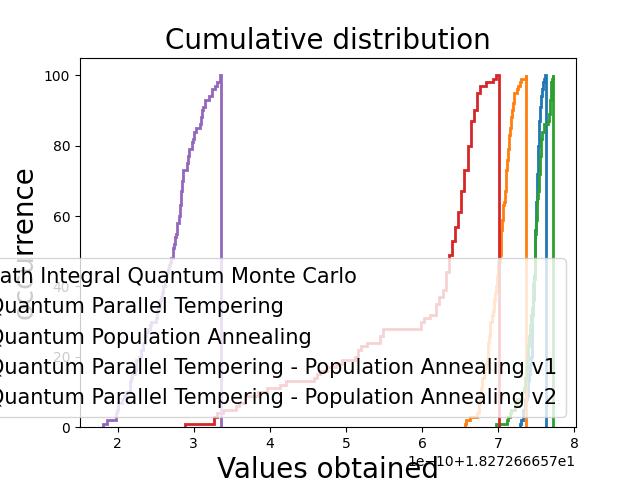 Cumulative distribution
100
80
60
40
20
0
occurrence
ath Integral Quantum Monte Carlo
Quantum Parallel Tempering
Quantum Population Annealing
Quantum Parallel Tempering - Population Annealing v1
Quantum Parallel Tempering - Population Annealing v2
2 3 4 5 6 7 8
1e−10+1.827266657e1
Values obtained